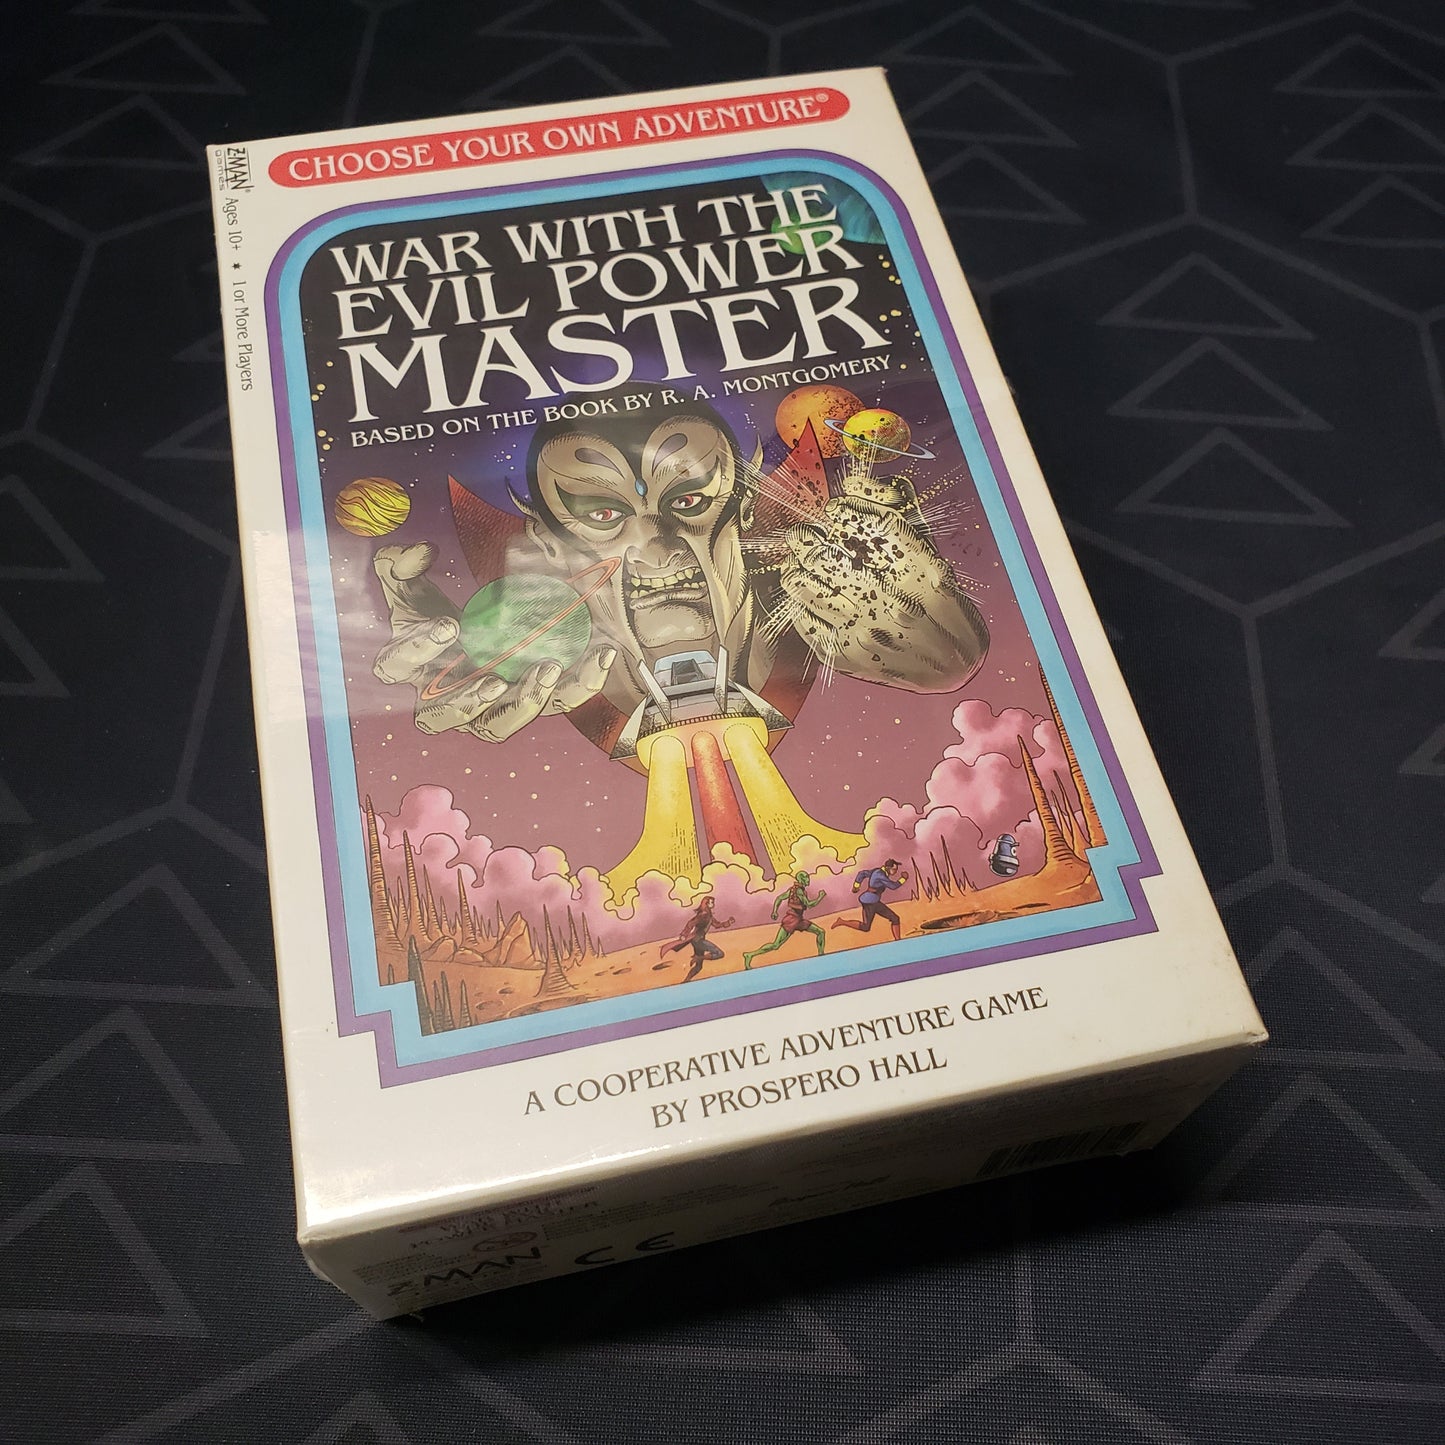 CHOOSE YOUR OWN ADVENTURE®
Z-MAN®
games
Ages 10+ * 1 or More Players
WAR WITH THE
EVIL POWER
MASTER
BASED ON THE BOOK BY R. A. MONTGOMERY
A COOPERATIVE ADVENTURE GAME
BY PROSPERO HALL
Z-MAN
CE